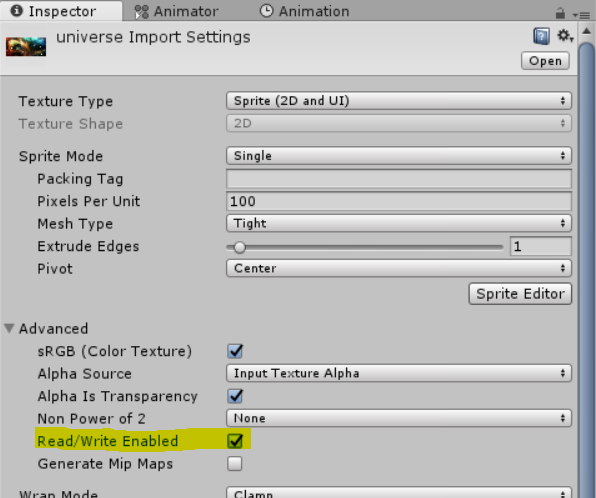 Inspector Animator Animation
universe Import Settings
Open
Texture Type Sprite (2D and UI)
Texture Shape 2D
Sprite Mode Single
Packing Tag
Pixels Per Unit 100
Mesh Type Tight
Extrude Edges 1
Pivot Center
Sprite Editor
Advanced
sRGB (Color Texture)
Alpha Source Input Texture Alpha
Alpha Is Transparency
Non Power of 2 None
Read/Write Enabled
Generate Mip Maps
Wrap Mode Clamp